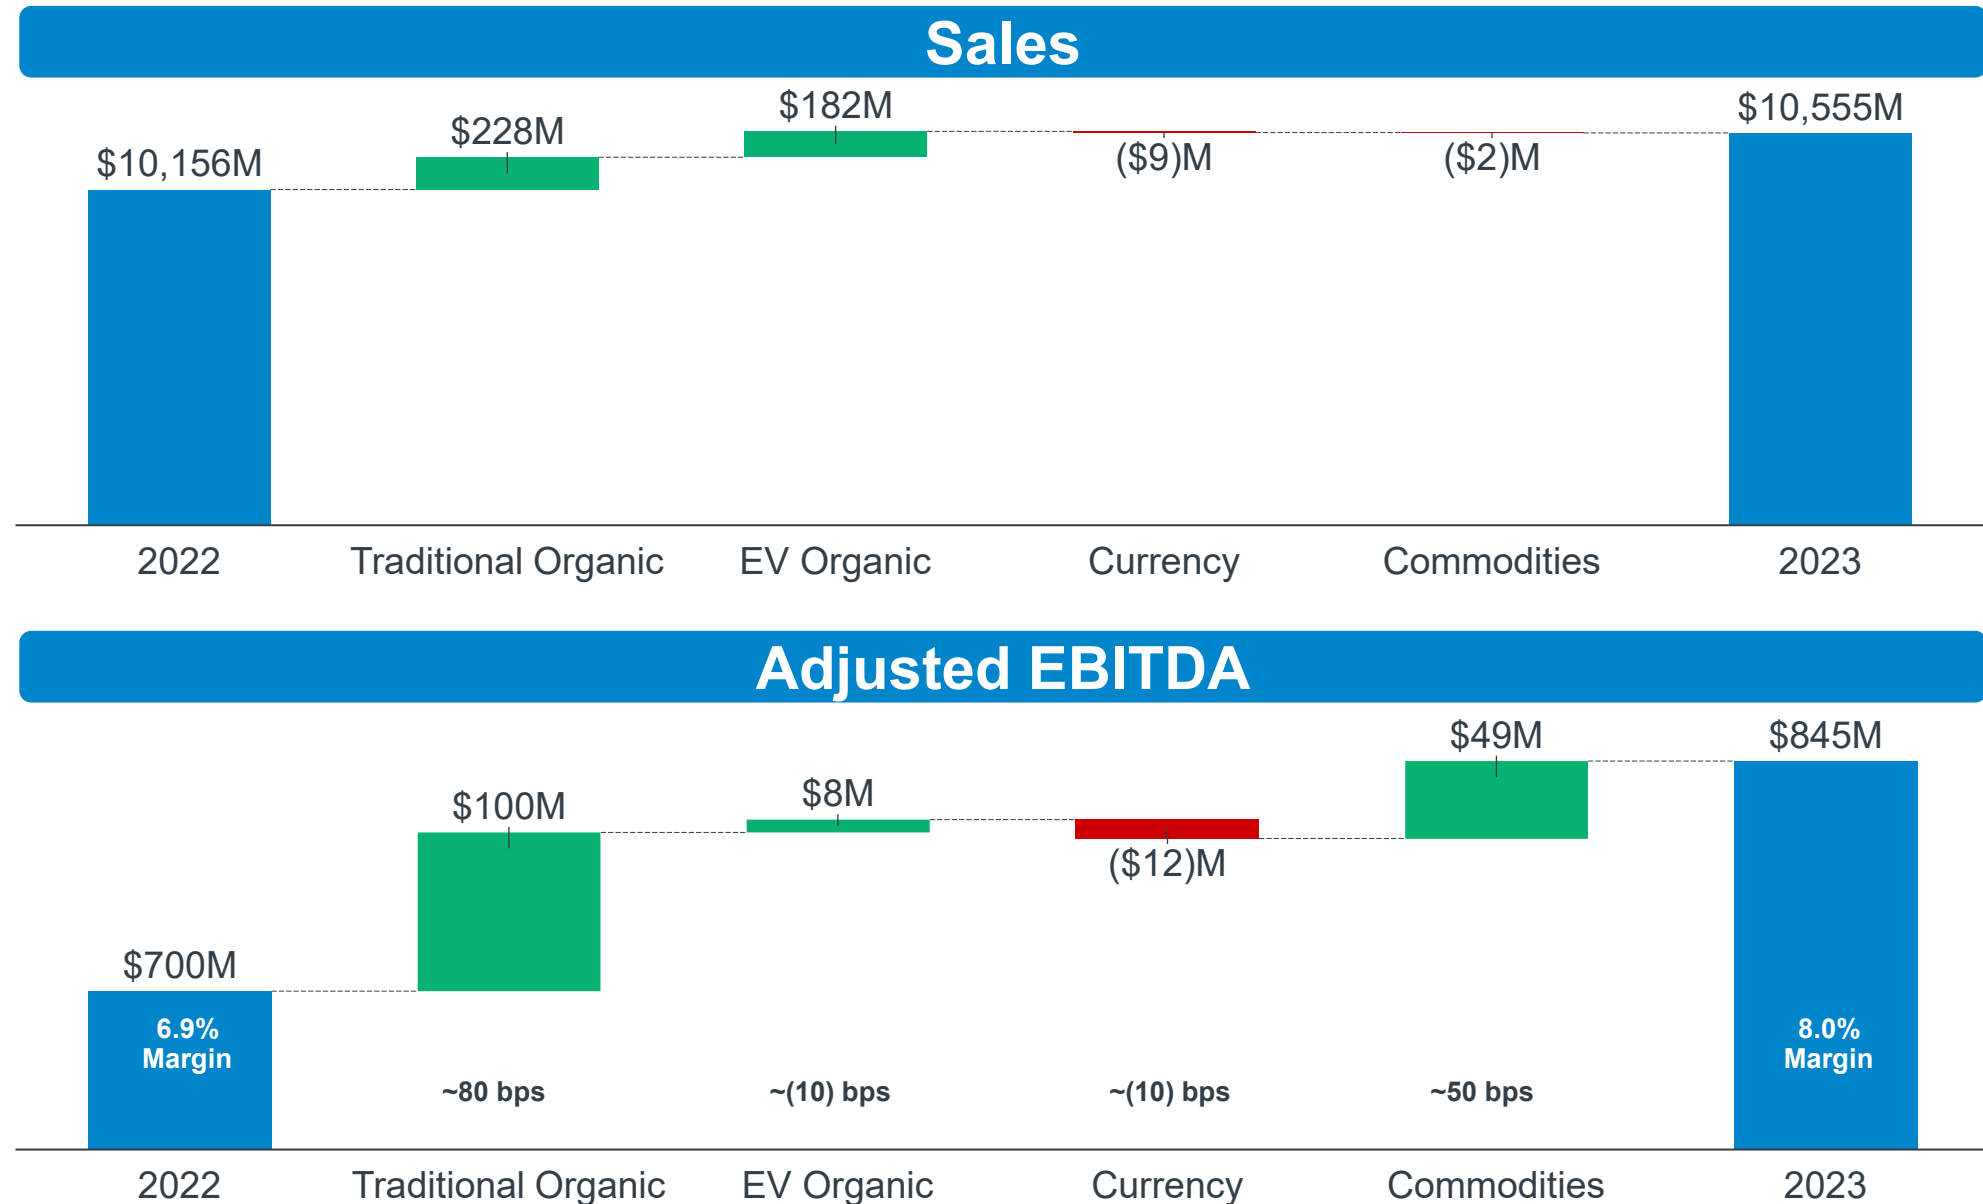 Sales
$10,156M
$228M
$182M
($9)M
($2)M
$10,555M
2022
Traditional Organic
EV Organic
Currency
Commodities
2023
Adjusted EBITDA
$700M
$100M
$8M
($12)M
$49M
$845M
6.9%
Margin
~80 bps
~(10) bps
~(10) bps
~50 bps
8.0%
Margin
2022
Traditional Organic
EV Organic
Currency
Commodities
2023